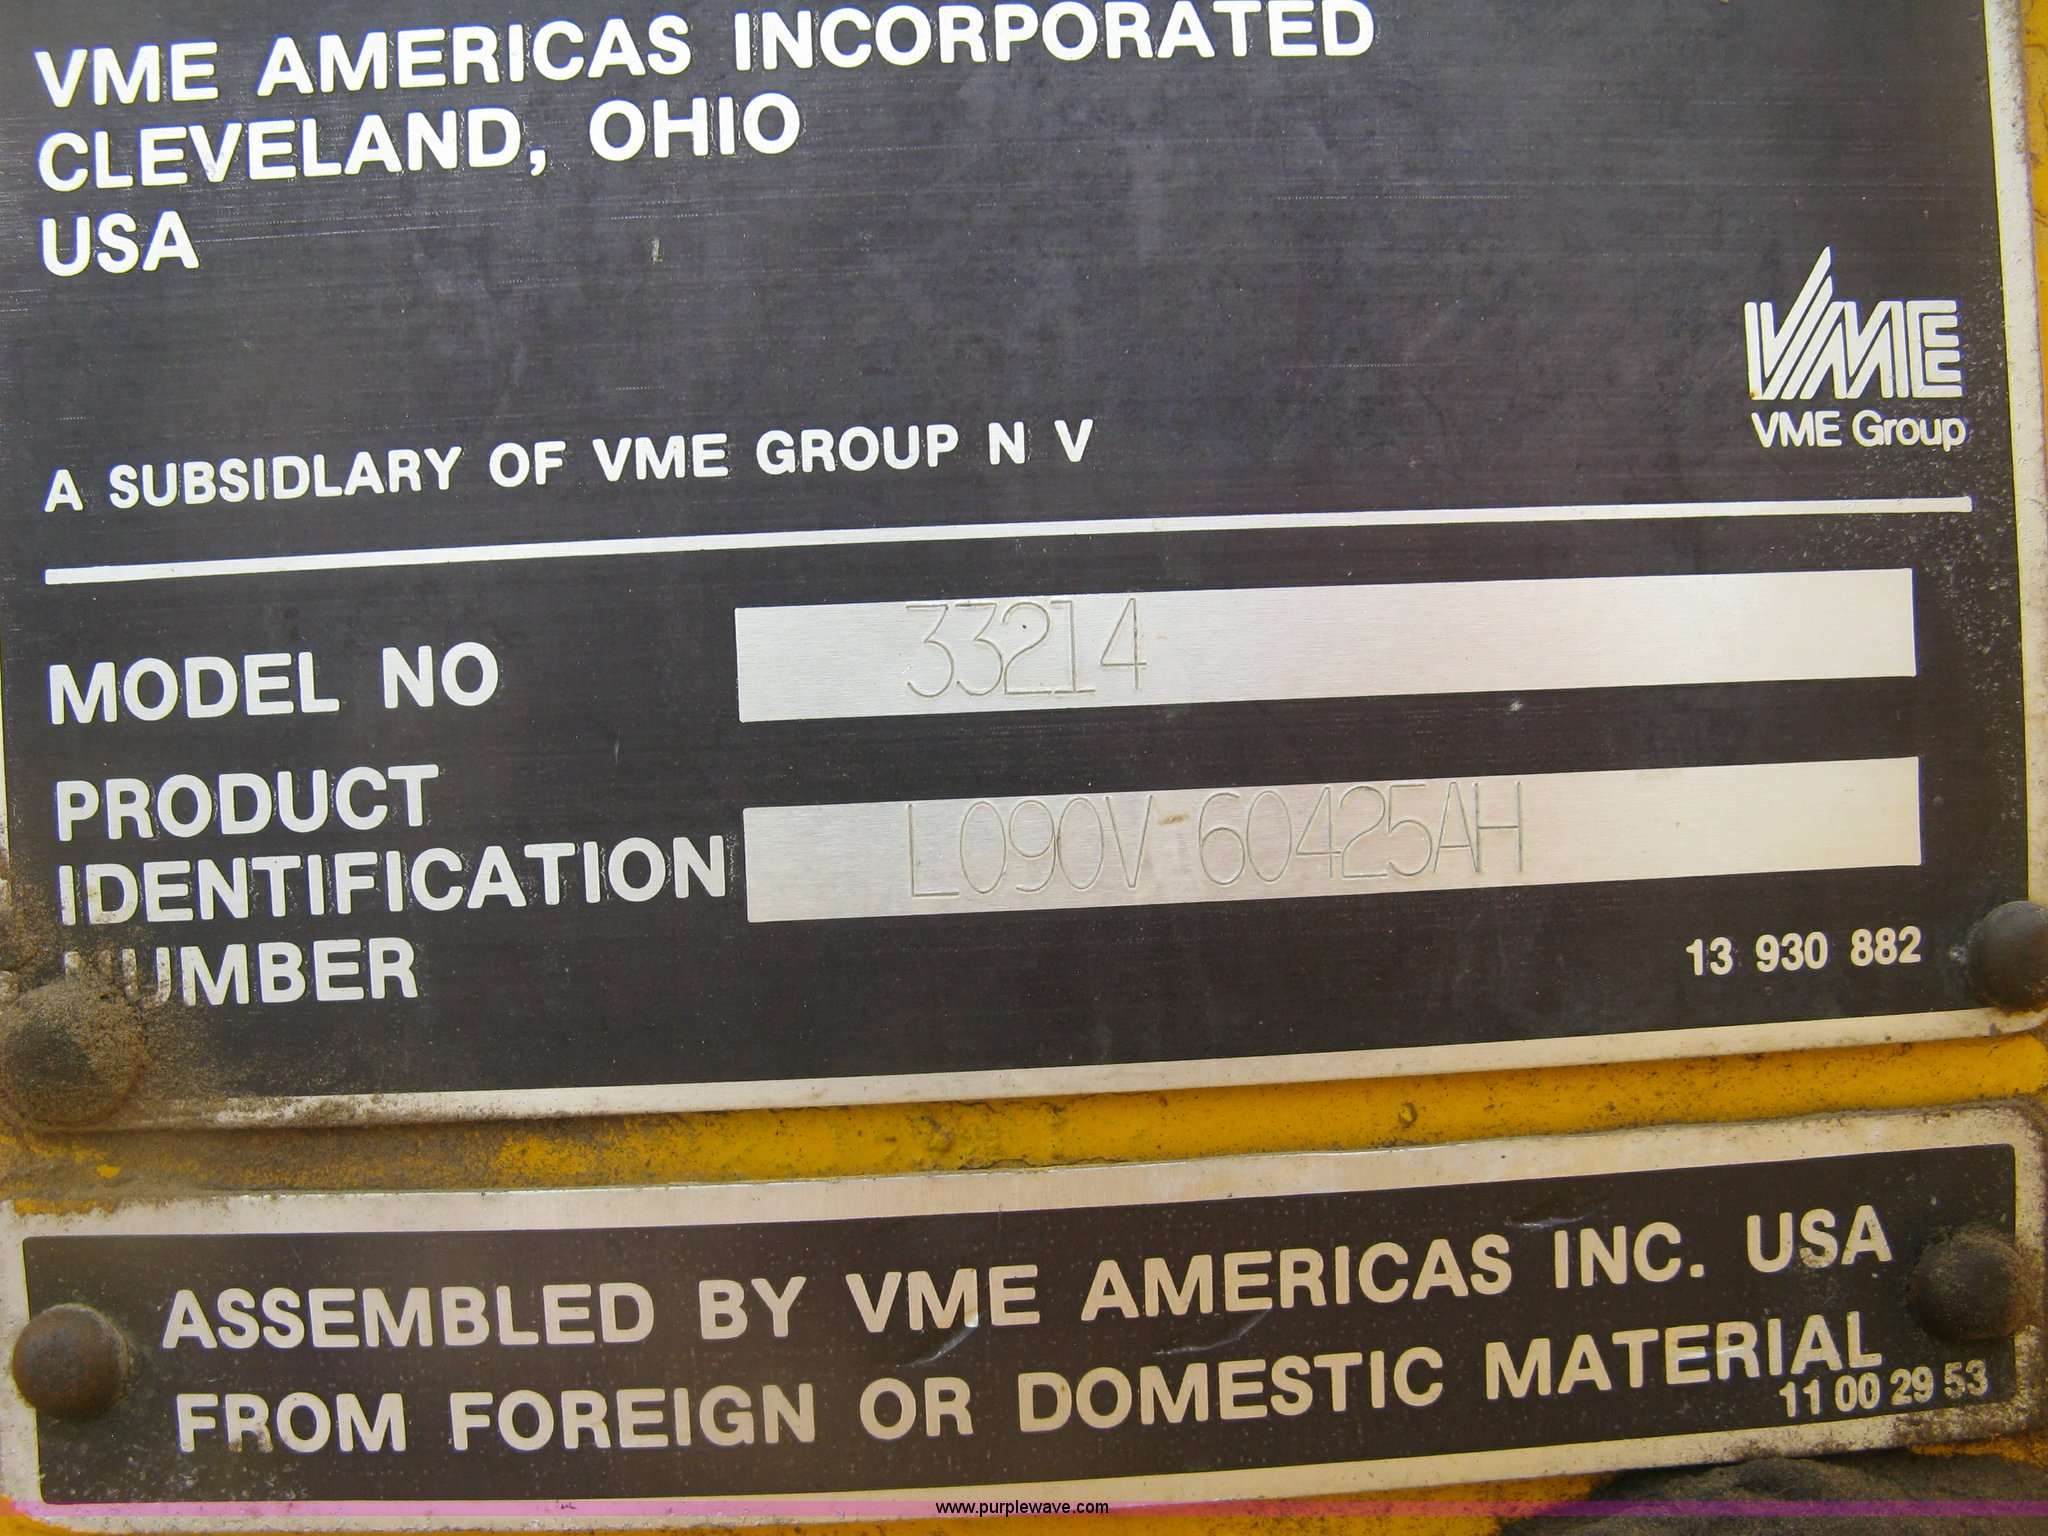 VME AMERICAS INCORPORATED
CLEVELAND, OHIO
USA
VME
VME Group
A SUBSIDLARY OF VME GROUP N V
MODEL NO 33214
PRODUCT
IDENTIFICATION L090V 60425AH
NUMBER
13 930 882
ASSEMBLED BY VME AMERICAS INC. USA
FROM FOREIGN OR DOMESTIC MATERIAL
11 00 29 53
www.purplewave.com